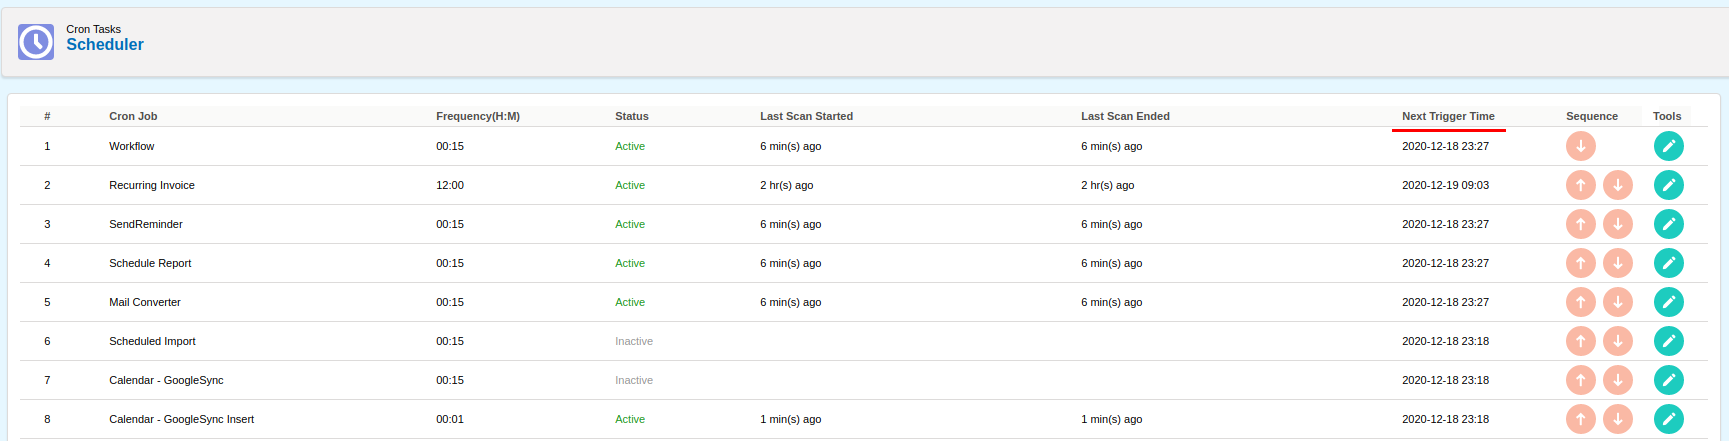 Cron Tasks
Scheduler
# Cron Job Frequency(H:M) Status Last Scan Started Last Scan Ended Next Trigger Time Sequence Tools
1 Workflow 00:15 Active 6 min(s) ago 6 min(s) ago 2020-12-18 23:27
2 Recurring Invoice 12:00 Active 2 hr(s) ago 2 hr(s) ago 2020-12-19 09:03
3 SendReminder 00:15 Active 6 min(s) ago 6 min(s) ago 2020-12-18 23:27
4 Schedule Report 00:15 Active 6 min(s) ago 6 min(s) ago 2020-12-18 23:27
5 Mail Converter 00:15 Active 6 min(s) ago 6 min(s) ago 2020-12-18 23:27
6 Scheduled Import 00:15 Inactive 2020-12-18 23:18
7 Calendar - GoogleSync 00:15 Inactive 2020-12-18 23:18
8 Calendar - GoogleSync Insert 00:01 Active 1 min(s) ago 1 min(s) ago 2020-12-18 23:18